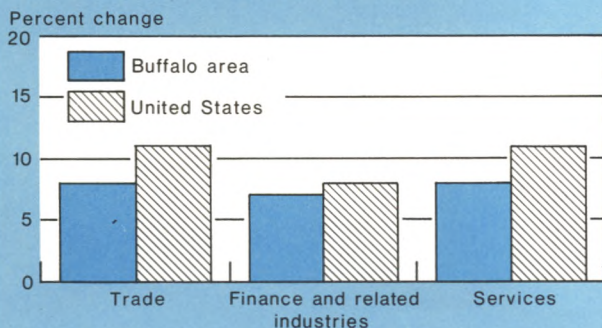 Percent change
20
15
10
5
0
Buffalo area
United States
Trade
Finance and related
industries
Services